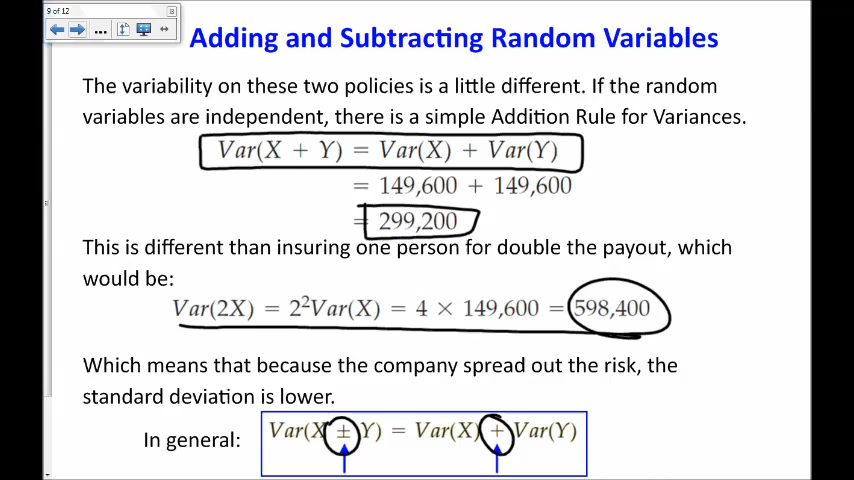 9 of 12
Adding and Subtracting Random Variables
The variability on these two policies is a little different. If the random
variables are independent, there is a simple Addition Rule for Variances.
Var(X + Y) = Var(X) + Var(Y)
= 149,600 + 149,600
= 299,200
This is different than insuring one person for double the payout, which
would be:
Var(2X) = 2²Var(X) = 4 × 149,600 = 598,400
Which means that because the company spread out the risk, the
standard deviation is lower.
In general: Var(X ± Y) = Var(X) + Var(Y)